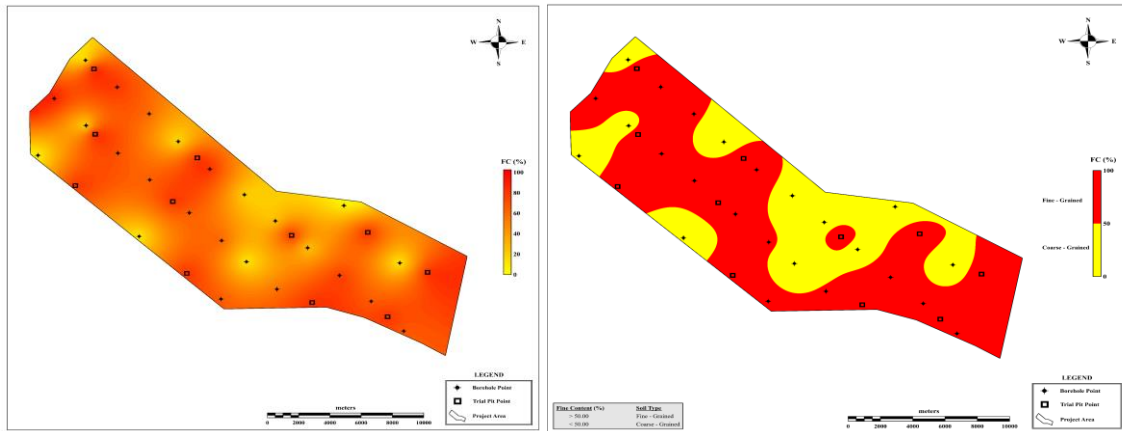 N
W E
S
FC (%)
100
80
60
40
20
0
LEGEND
Borehole Point
Trial Pit Point
Project Area
meters
0 2000 4000 6000 8000 10000
N
W E
S
FC (%)
100
Fine - Grained
50
Coarse - Grained
0
LEGEND
Borehole Point
Trial Pit Point
Project Area
Fine Content (%) Soil Type
> 50.00 Fine - Grained
< 50.00 Coarse - Grained
meters
0 2000 4000 6000 8000 10000